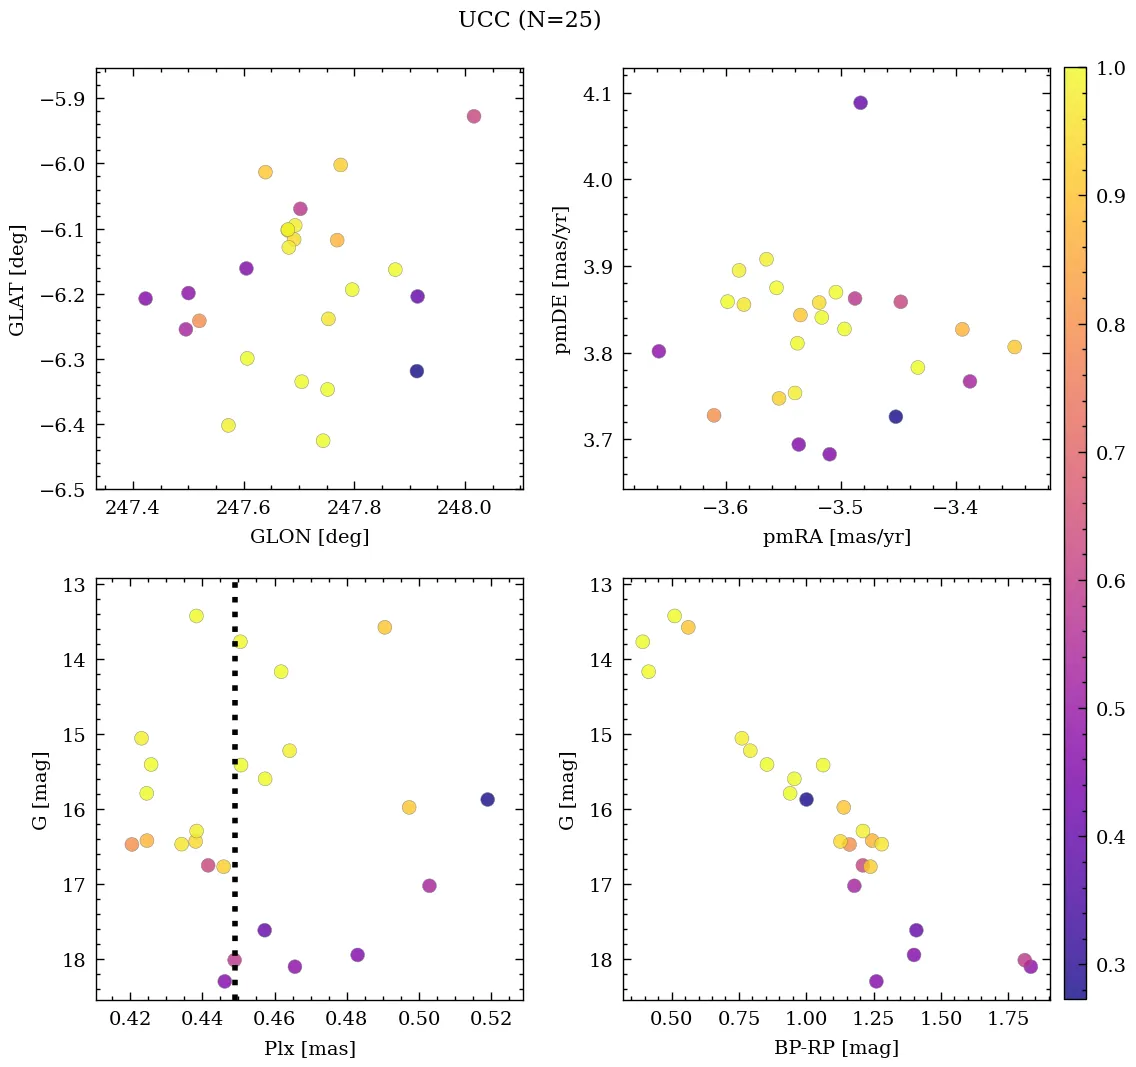 UCC (N=25)
−5.9
−6.0
−6.1
−6.2
−6.3
−6.4
−6.5
GLAT [deg]
247.4 247.6 247.8 248.0
GLON [deg]
4.1
4.0
3.9
3.8
3.7
pmDE [mas/yr]
−3.6 −3.5 −3.4
pmRA [mas/yr]
13
14
15
16
17
18
G [mag]
0.42 0.44 0.46 0.48 0.50 0.52
Plx [mas]
13
14
15
16
17
18
G [mag]
0.50 0.75 1.00 1.25 1.50 1.75
BP-RP [mag]
1.0
0.9
0.8
0.7
0.6
0.5
0.4
0.3